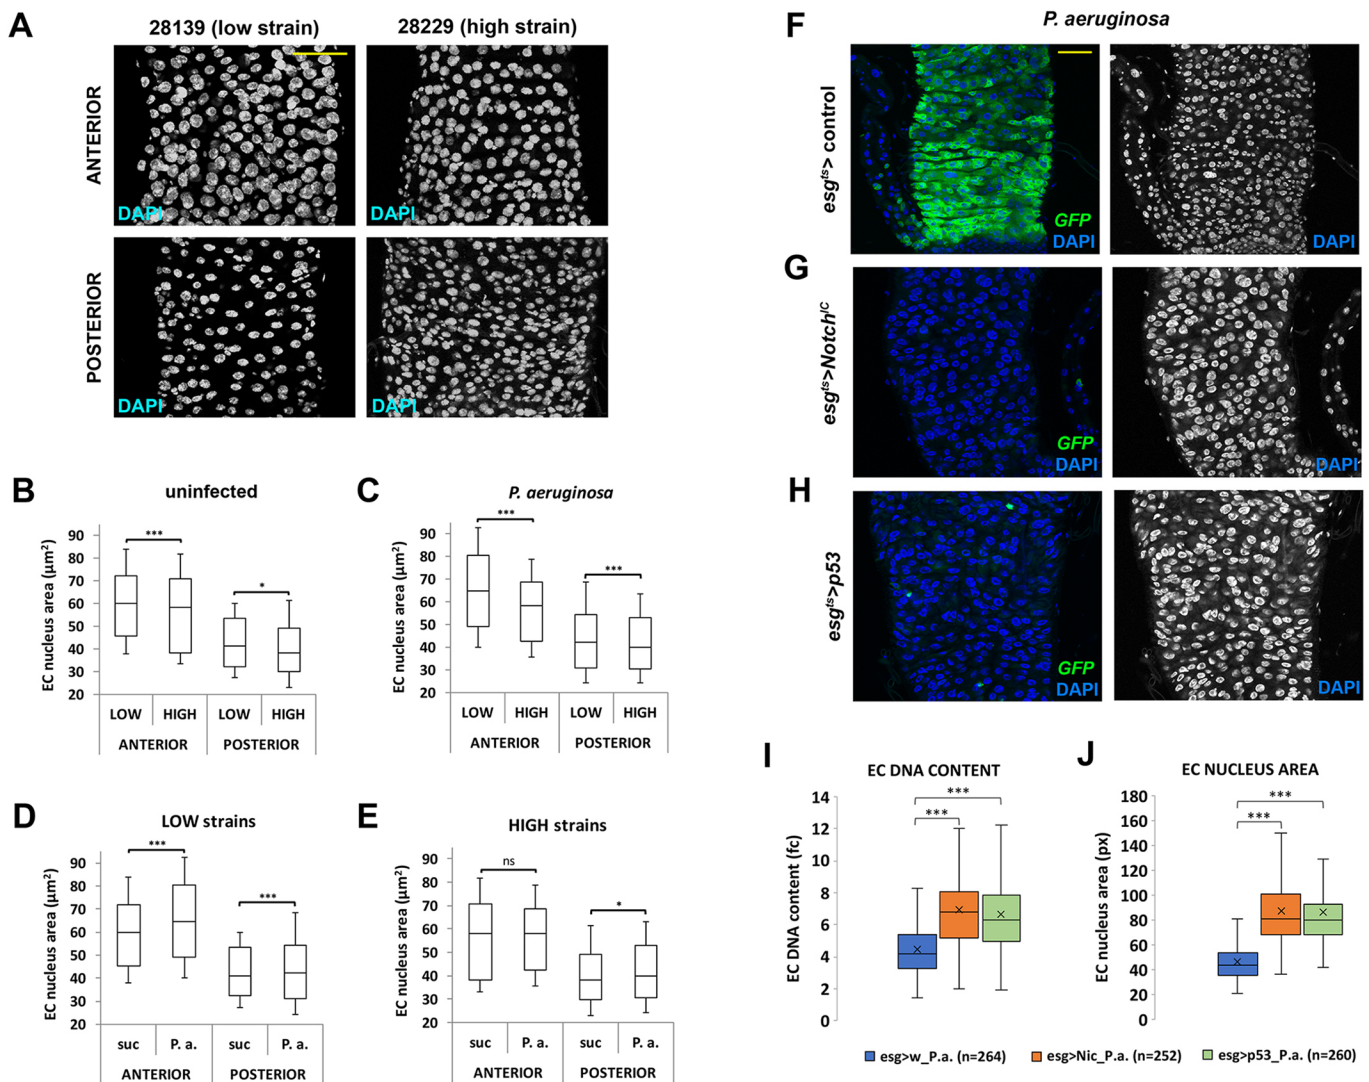 A
28139 (low strain)
28229 (high strain)
ANTERIOR
DAPI
DAPI
POSTERIOR
DAPI
DAPI
B
uninfected
EC nucleus area (µm²)
90
80
70
60
50
40
30
20
***
*
LOW
HIGH
LOW
HIGH
ANTERIOR
POSTERIOR
C
P. aeruginosa
EC nucleus area (µm²)
90
80
70
60
50
40
30
20
***
***
LOW
HIGH
LOW
HIGH
ANTERIOR
POSTERIOR
D
LOW strains
EC nucleus area (µm²)
90
80
70
60
50
40
30
20
***
***
suc
P. a.
suc
P. a.
ANTERIOR
POSTERIOR
E
HIGH strains
EC nucleus area (µm²)
90
80
70
60
50
40
30
20
ns
*
suc
P. a.
suc
P. a.
ANTERIOR
POSTERIOR
F
P. aeruginosa
esgᵗˢ> control
GFP
DAPI
DAPI
G
esgᵗˢ>Notchᴵᶜ
GFP
DAPI
DAPI
H
esgᵗˢ>p53
GFP
DAPI
DAPI
I
EC DNA CONTENT
EC DNA content (fc)
14
12
10
8
6
4
2
0
***
***
J
EC NUCLEUS AREA
EC nucleus area (px)
180
160
140
120
100
80
60
40
20
0
***
***
esg>w_P.a. (n=264)
esg>Nic_P.a. (n=252)
esg>p53_P.a. (n=260)